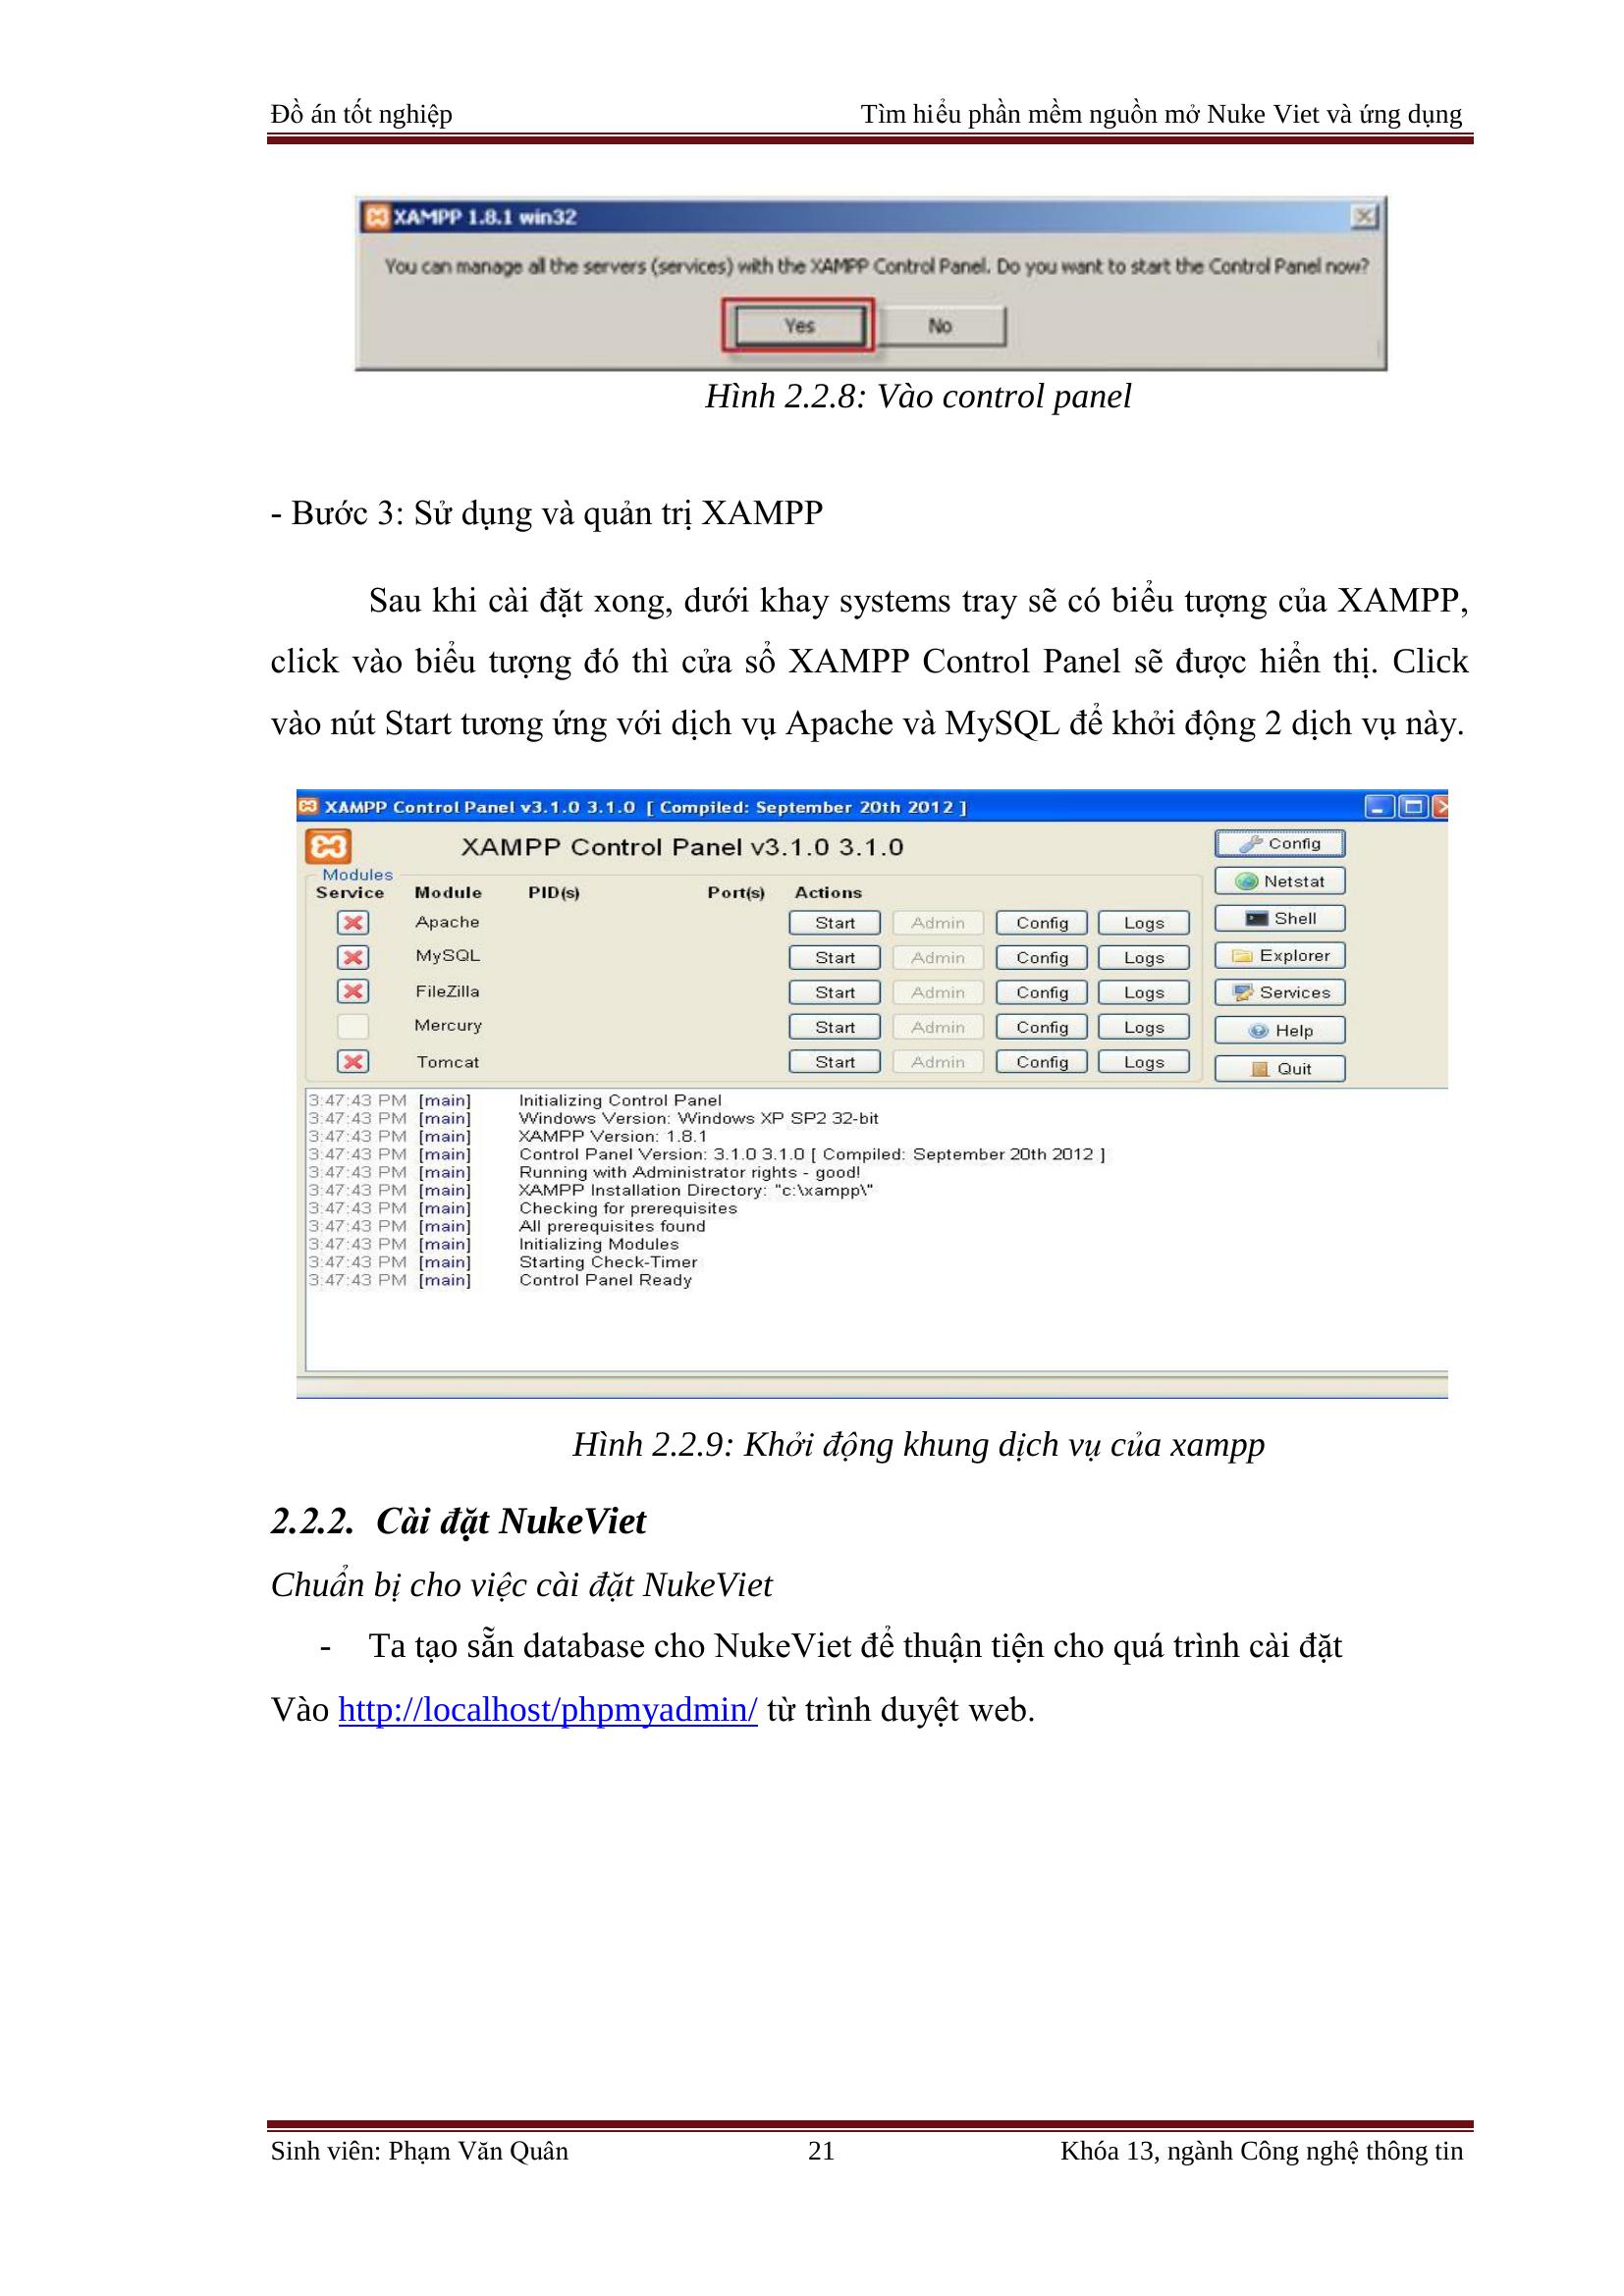 Đồ án tốt nghiệp Tìm hiểu phần mềm nguồn mở Nuke Viet và ứng dụng
XAMPP 1.8.1 win32
You can manage all the servers (services) with the XAMPP Control Panel. Do you want to start the Control Panel now?
Yes No
Hình 2.2.8: Vào control panel
- Bước 3: Sử dụng và quản trị XAMPP
Sau khi cài đặt xong, dưới khay systems tray sẽ có biểu tượng của XAMPP,
click vào biểu tượng đó thì cửa sổ XAMPP Control Panel sẽ được hiển thị. Click
vào nút Start tương ứng với dịch vụ Apache và MySQL để khởi động 2 dịch vụ này.
XAMPP Control Panel v3.1.0 3.1.0 [ Compiled: September 20th 2012 ]
XAMPP Control Panel v3.1.0 3.1.0 Config
Modules
Netstat
Service Module PID(s) Port(s) Actions
Apache Start Admin Config Logs Shell
MySQL Start Admin Config Logs Explorer
FileZilla Start Admin Config Logs Services
Mercury Start Admin Config Logs Help
Tomcat Start Admin Config Logs Quit
3:47:43 PM [main] Initializing Control Panel
3:47:43 PM [main] Windows Version: Windows XP SP2 32-bit
3:47:43 PM [main] XAMPP Version: 1.8.1
3:47:43 PM [main] Control Panel Version: 3.1.0 3.1.0 [ Compiled: September 20th 2012 ]
3:47:43 PM [main] Running with Administrator rights - good!
3:47:43 PM [main] XAMPP Installation Directory: "c:\xampp\"
3:47:43 PM [main] Checking for prerequisites
3:47:43 PM [main] All prerequisites found
3:47:43 PM [main] Initializing Modules
3:47:43 PM [main] Starting Check-Timer
3:47:43 PM [main] Control Panel Ready
Hình 2.2.9: Khởi động khung dịch vụ của xampp
2.2.2. Cài đặt NukeViet
Chuẩn bị cho việc cài đặt NukeViet
- Ta tạo sẵn database cho NukeViet để thuận tiện cho quá trình cài đặt
Vào http://localhost/phpmyadmin/ từ trình duyệt web.
Sinh viên: Phạm Văn Quân 21 Khóa 13, ngành Công nghệ thông tin